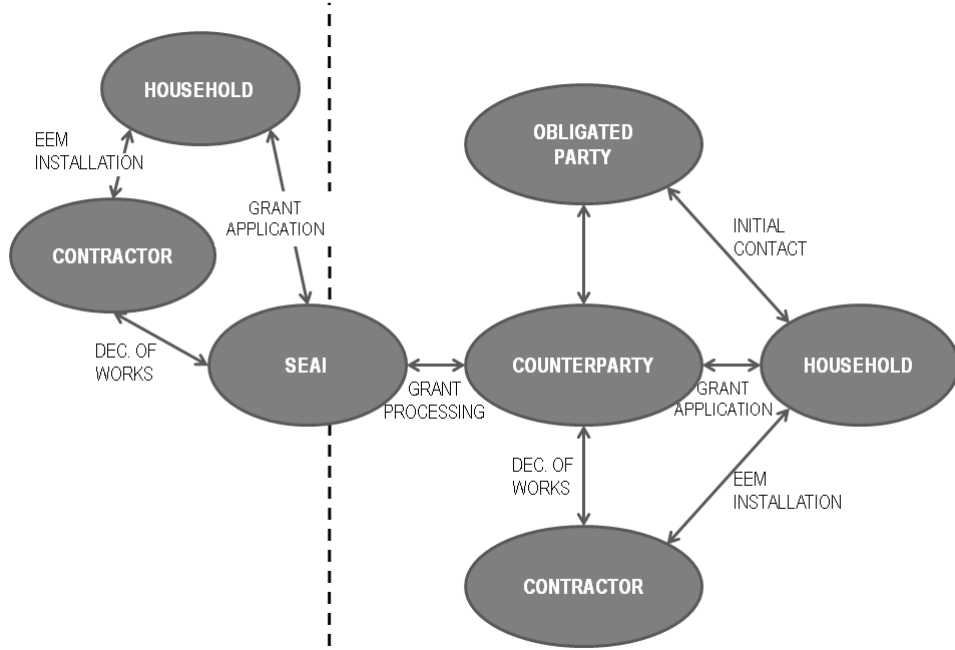 HOUSEHOLD
EEM
INSTALLATION
CONTRACTOR
GRANT
APPLICATION
DEC. OF
WORKS
SEAI
GRANT
PROCESSING
OBLIGATED
PARTY
INITIAL
CONTACT
COUNTERPARTY
GRANT
APPLICATION
HOUSEHOLD
DEC. OF
WORKS
EEM
INSTALLATION
CONTRACTOR